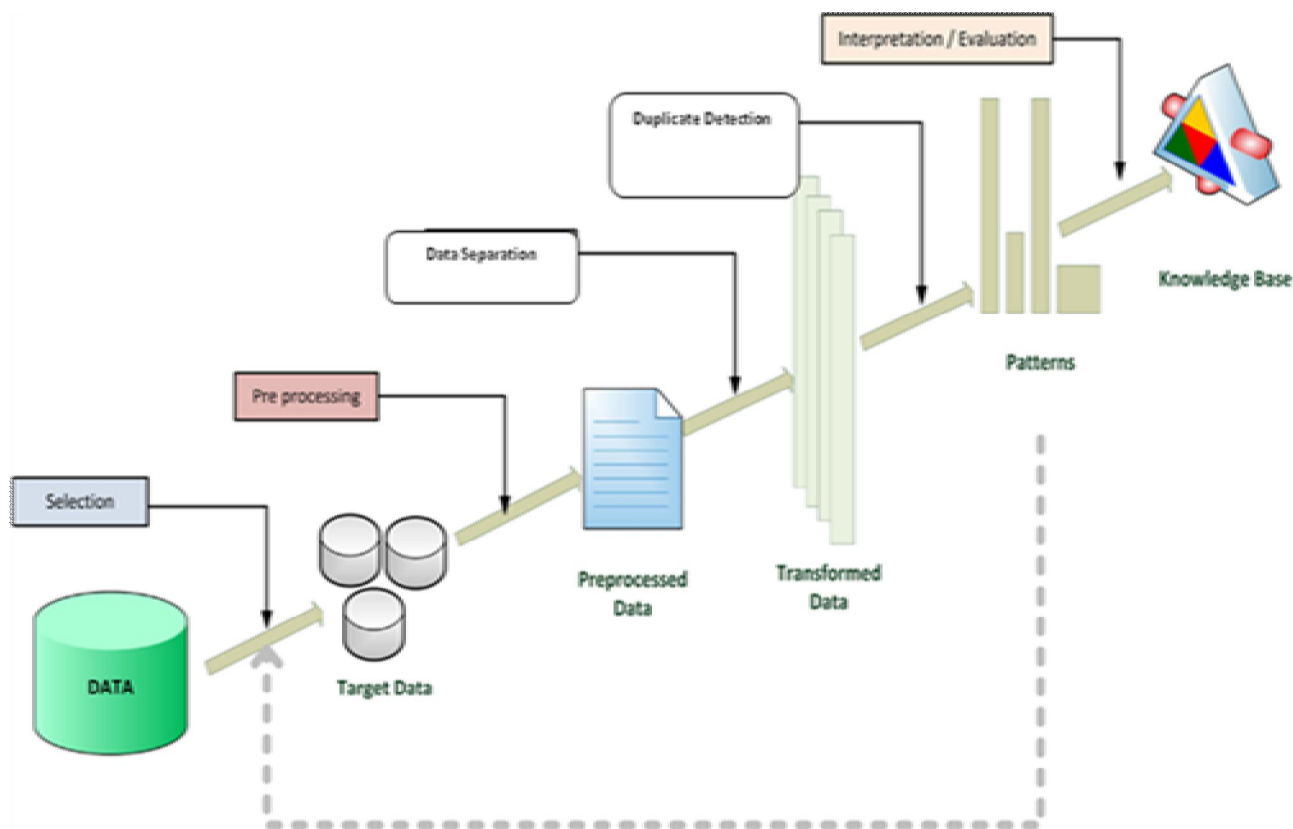 Interpretation / Evaluation
Duplicate Detection
Data Separation
Knowledge Base
Patterns
Pre processing
Selection
Preprocessed
Data
Transformed
Data
Target Data
DATA